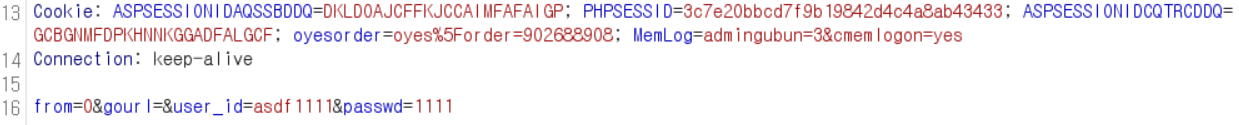 13 Cookie: ASPSESSIONIDAQSSBDDQ=DKLDOAJCFFKJCCAIMFAFAIGP; PHPSESSID=3c7e20bbcd7f9b19842d4c4a8ab43433; ASPSESSIONIDCQTRCDDQ=
GCBGNMFDPKHNNKGGADFALGCF; oyesorder=oyes%5Forder=902688908; MemLog=admingubun=3&cmemlogon=yes
14 Connection: keep-alive
15
16 from=0&gourl=&user_id=asdf1111&passwd=1111